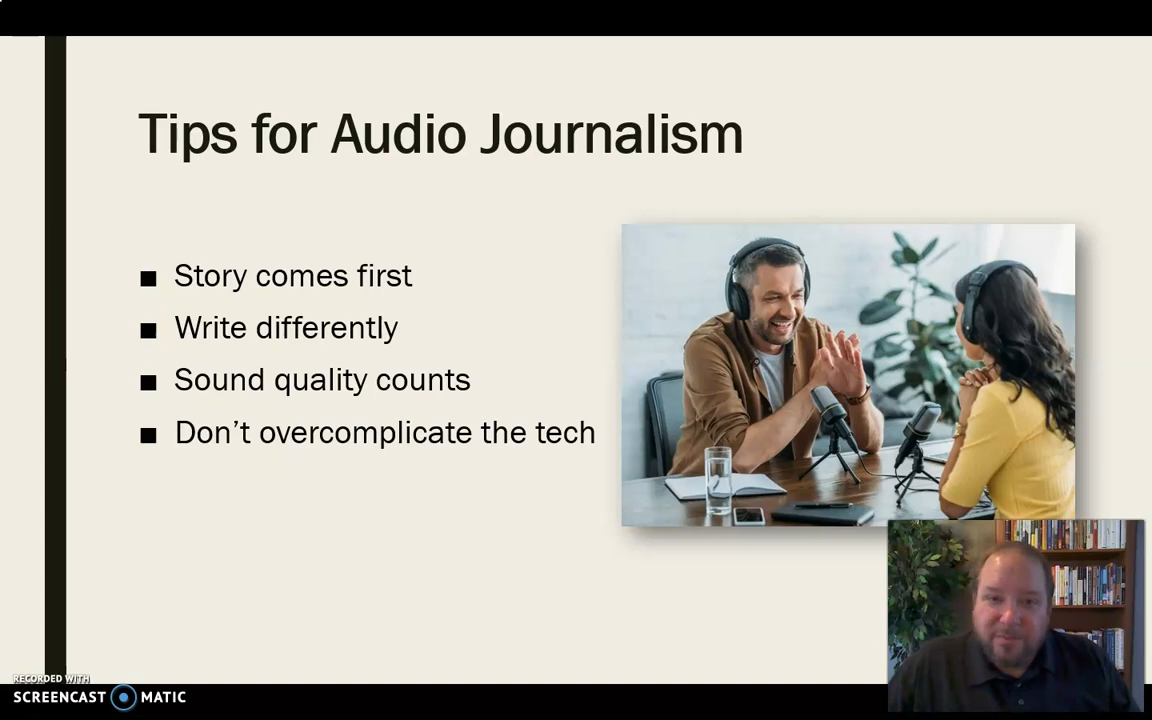 Tips for Audio Journalism
■ Story comes first
■ Write differently
■ Sound quality counts
■ Don’t overcomplicate the tech
RECORDED WITH
SCREENCAST MATIC